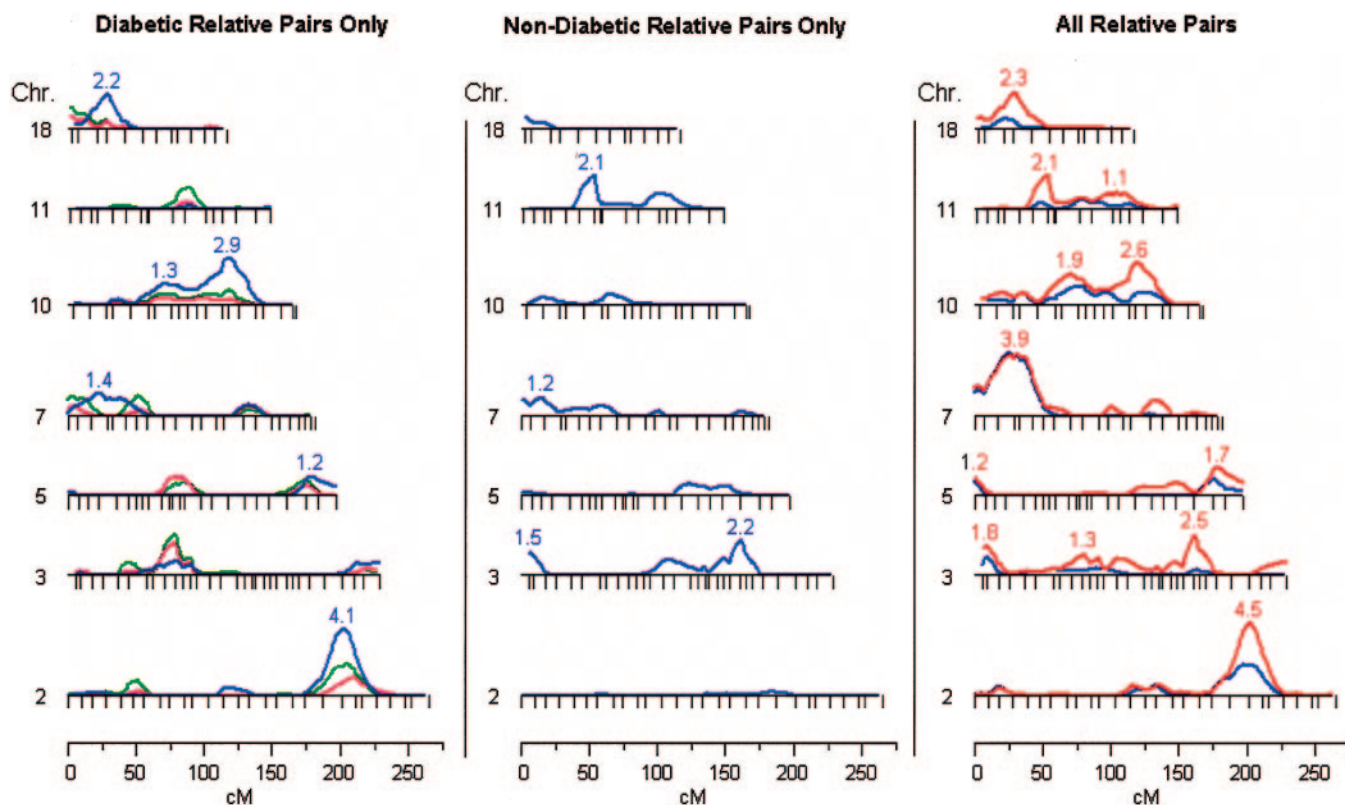 Diabetic Relative Pairs Only
Non-Diabetic Relative Pairs Only
All Relative Pairs
Chr. 2.2
18
11
1.3 2.9
10
1.4
7
1.2
5
3
4.1
2
0 50 100 150 200 250
cM
Chr.
18
2.1
11
10
1.2
7
5
1.5 2.2
3
2
0 50 100 150 200 250
cM
Chr. 2.3
18
2.1 1.1
11
1.9 2.6
10
3.9
7
1.2 1.7
5
1.8 1.3 2.5
3
4.5
2
0 50 100 150 200 250
cM